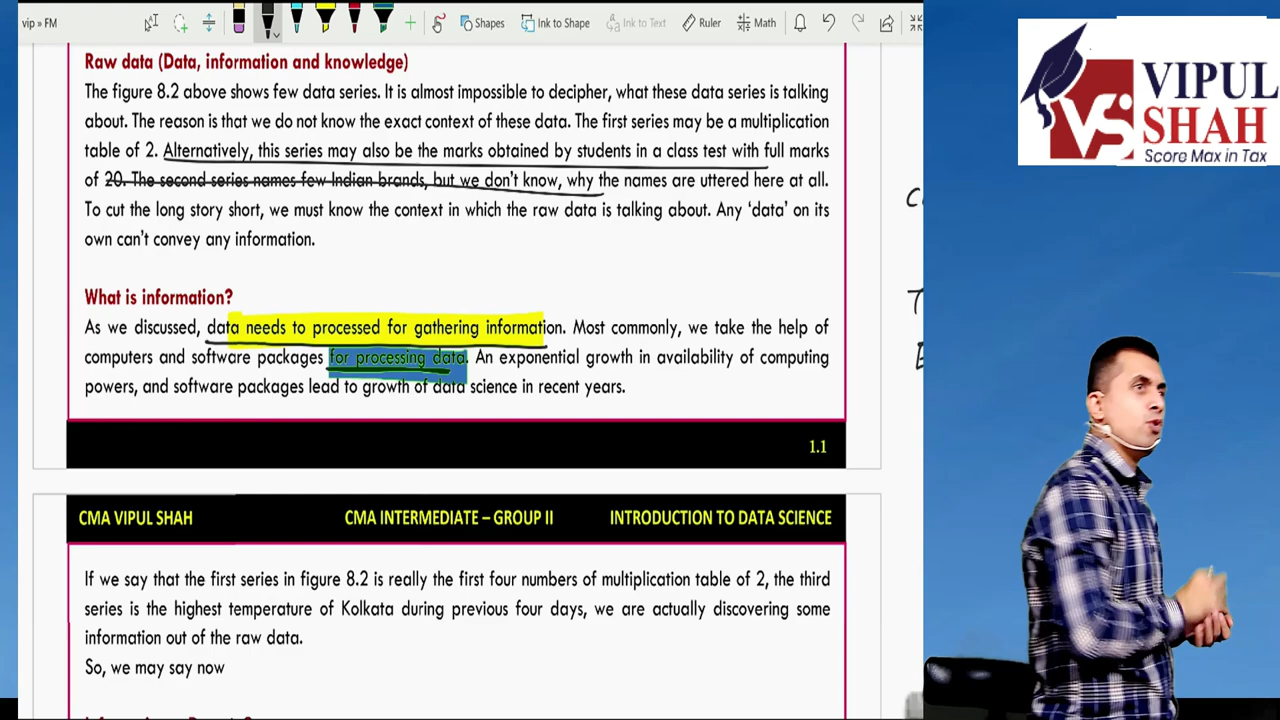 vip » FM
Shapes
Ink to Shape
Ink to Text
Ruler
Math
Raw data (Data, information and knowledge)
The figure 8.2 above shows few data series. It is almost impossible to decipher, what these data series is talking
about. The reason is that we do not know the exact context of these data. The first series may be a multiplication
table of 2. Alternatively, this series may also be the marks obtained by students in a class test with full marks
of 20. The second series names few Indian brands, but we don't know, why the names are uttered here at all.
To cut the long story short, we must know the context in which the raw data is talking about. Any ‘data’ on its
own can't convey any information.
What is information?
As we discussed, data needs to processed for gathering information. Most commonly, we take the help of
computers and software packages for processing data. An exponential growth in availability of computing
powers, and software packages lead to growth of data science in recent years.
1.1
CMA VIPUL SHAH CMA INTERMEDIATE – GROUP II INTRODUCTION TO DATA SCIENCE
If we say that the first series in figure 8.2 is really the first four numbers of multiplication table of 2, the third
series is the highest temperature of Kolkata during previous four days, we are actually discovering some
information out of the raw data.
So, we may say now
VS
VIPUL
SHAH
Score Max in Tax